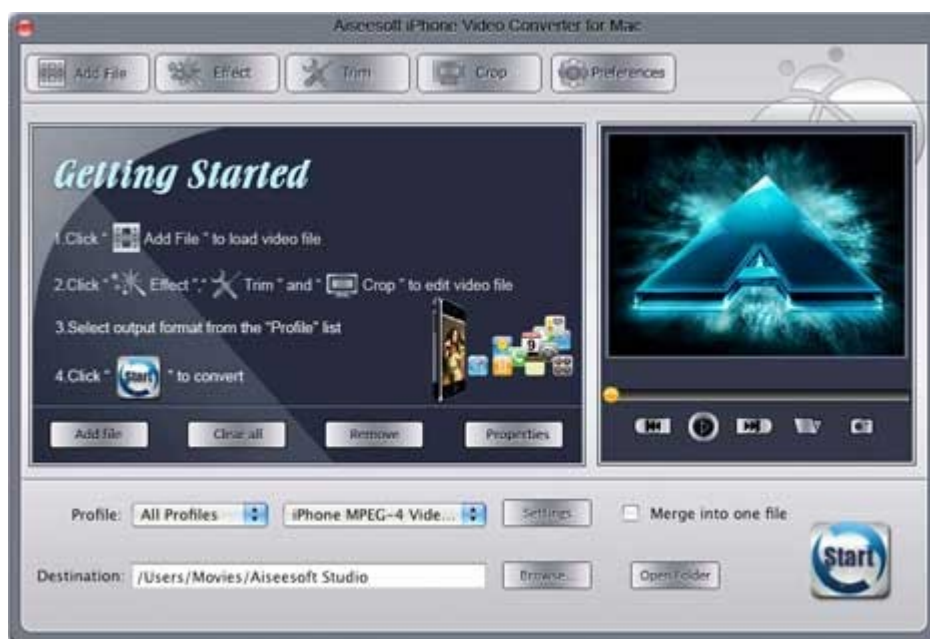 Aiseesoft iPhone Video Converter for Mac
Add File
Effect
Trim
Crop
Preferences
Getting Started
1.Click " Add File " to load video file
2.Click " Effect "," Trim " and " Crop " to edit video file
3.Select output format from the "Profile" list
4.Click " Start " to convert
9
Add file
Clear all
Remove
Properties
Profile:
All Profiles
iPhone MPEG-4 Vide...
Settings
Merge into one file
Start
Destination:
/Users/Movies/Aiseesoft Studio
Browse...
Open Folder